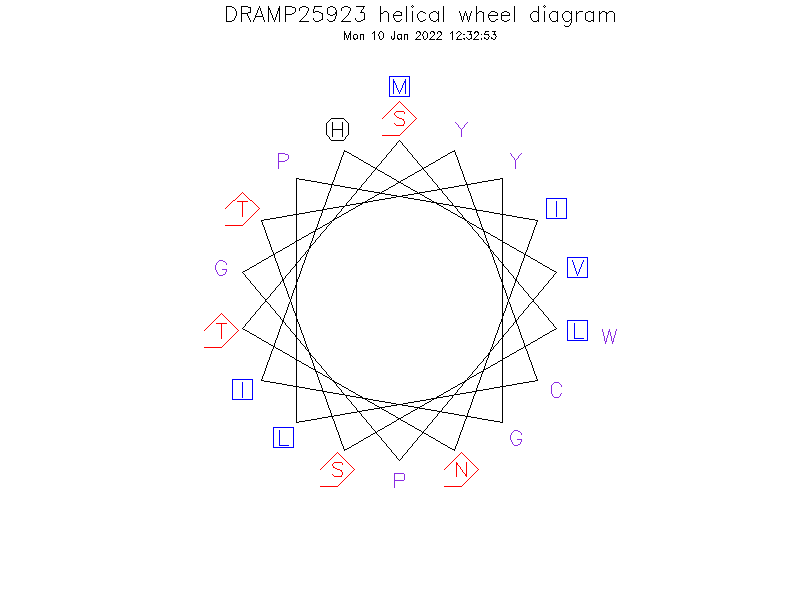 DRAMP25923 helical wheel diagram
Mon 10 Jan 2022 12:32:53
M
H S Y
P Y
T I
G V
T L W
I C
L G
S P N